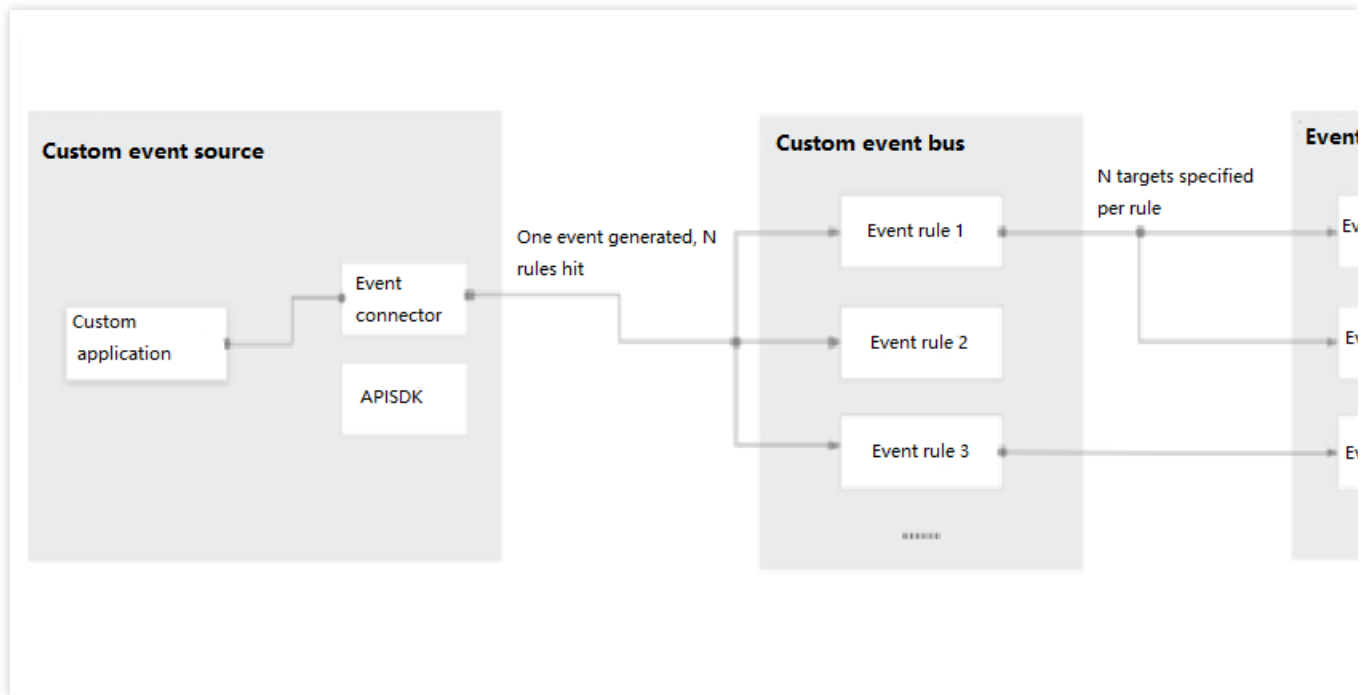 Custom event source
Custom
application
Event
connector
APISDK
One event generated, N
rules hit
Custom event bus
Event rule 1
Event rule 2
Event rule 3
N targets specified
per rule
Event